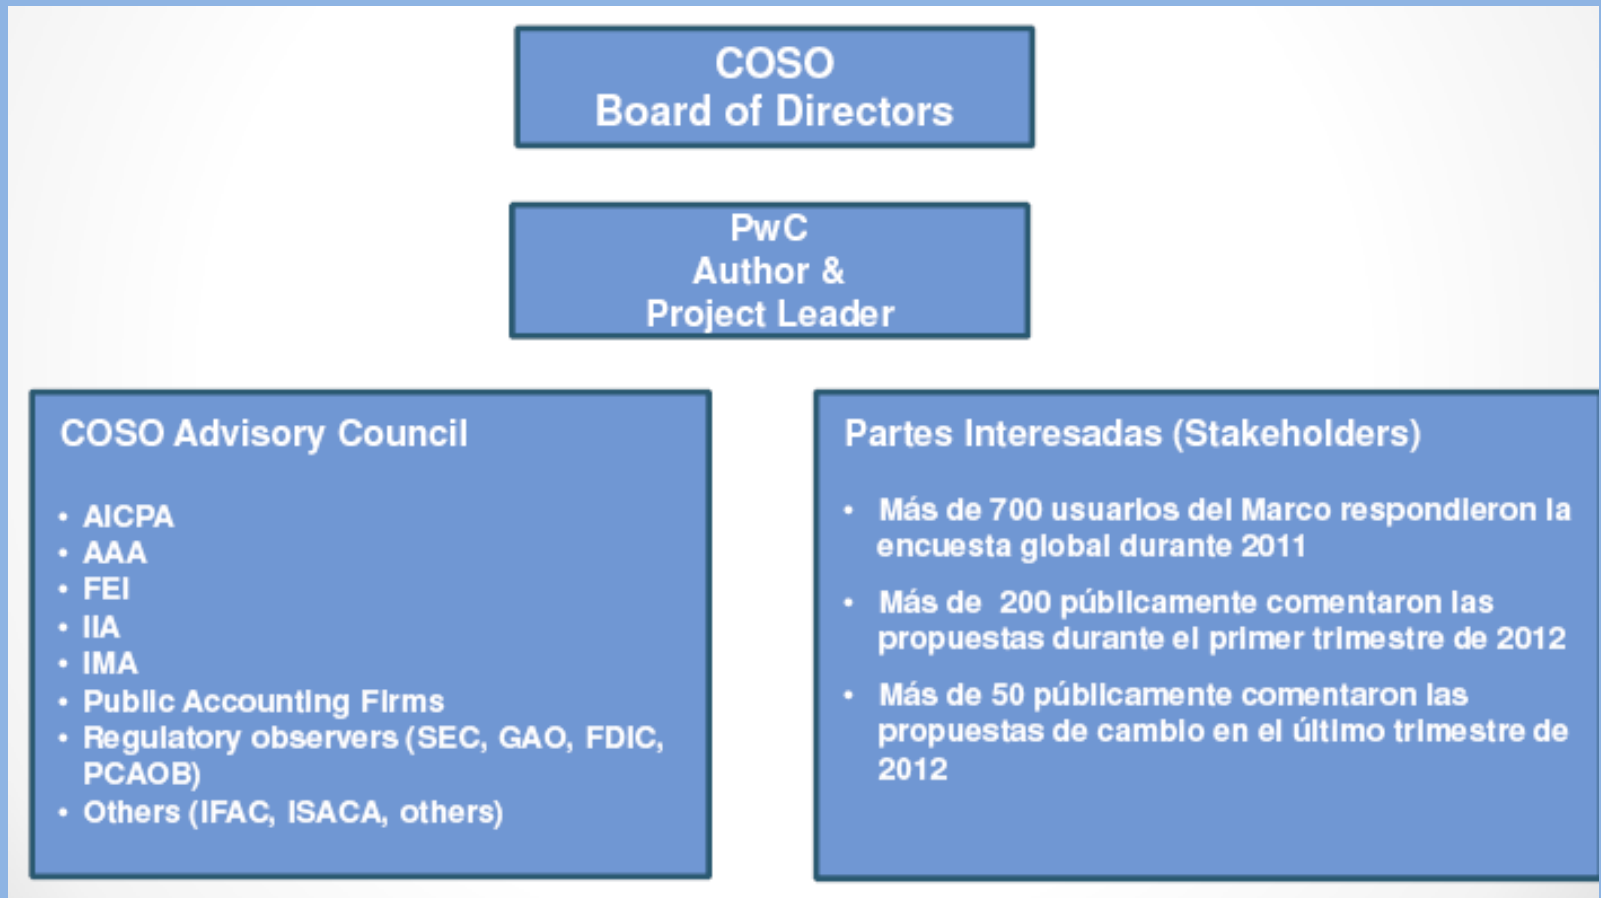 COSO
Board of Directors
PwC
Author &
Project Leader
COSO Advisory Council
• AICPA
• AAA
• FEI
• IIA
• IMA
• Public Accounting Firms
• Regulatory observers (SEC, GAO, FDIC,
PCAOB)
• Others (IFAC, ISACA, others)
Partes Interesadas (Stakeholders)
• Más de 700 usuarios del Marco respondieron la
encuesta global durante 2011
• Más de 200 públicamente comentaron las
propuestas durante el primer trimestre de 2012
• Más de 50 públicamente comentaron las
propuestas de cambio en el último trimestre de
2012